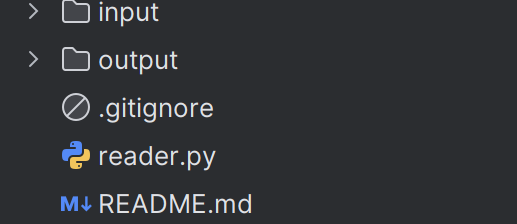 input
output
.gitignore
reader.py
M↓ README.md